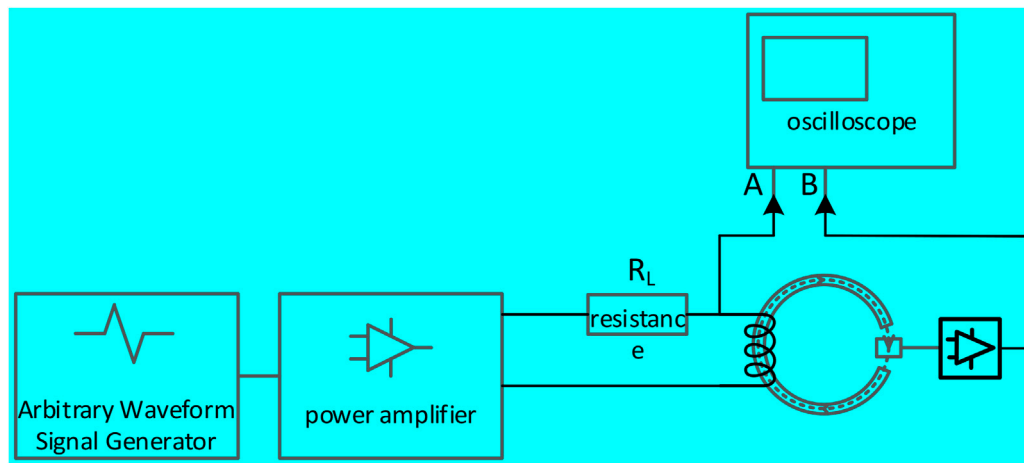 oscilloscope
A B
R_L
resistanc
e
Arbitrary Waveform
Signal Generator
power amplifier